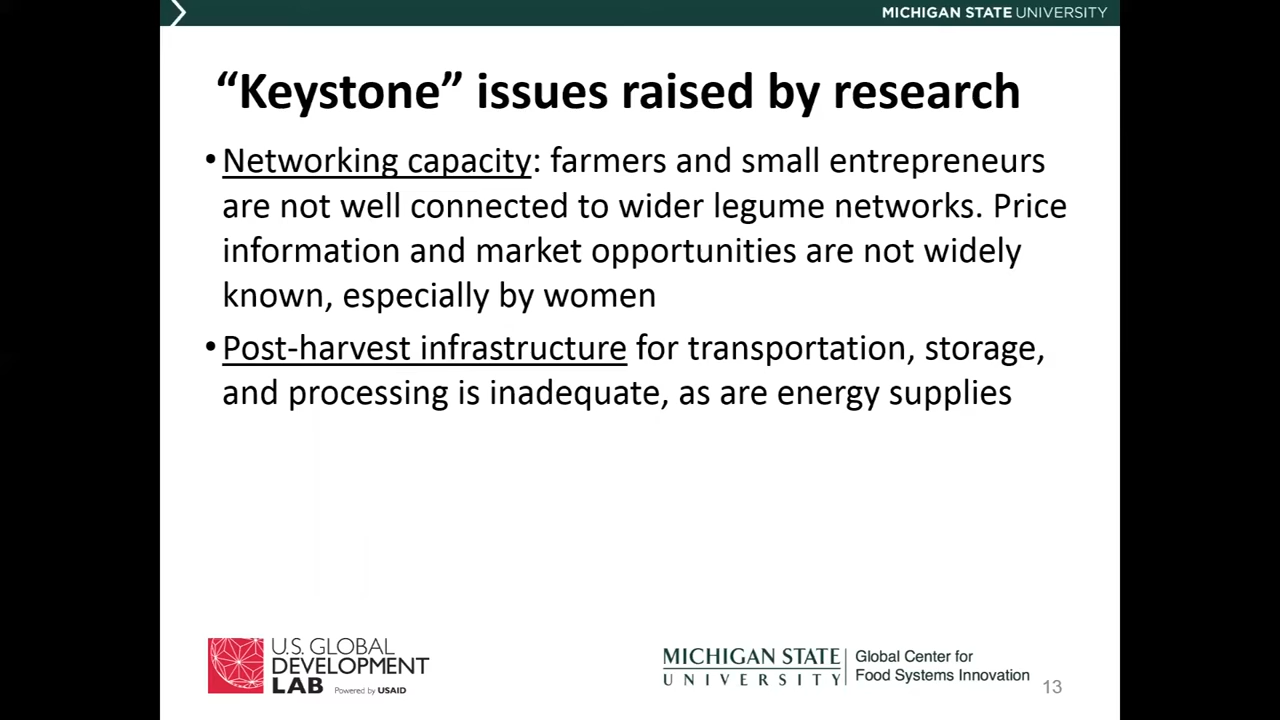 MICHIGAN STATE UNIVERSITY
“Keystone” issues raised by research
•Networking capacity: farmers and small entrepreneurs
are not well connected to wider legume networks. Price
information and market opportunities are not widely
known, especially by women
•Post-harvest infrastructure for transportation, storage,
and processing is inadequate, as are energy supplies
U.S. GLOBAL
DEVELOPMENT
LAB Powered by USAID
MICHIGAN STATE
UNIVERSITY
Global Center for
Food Systems Innovation
13